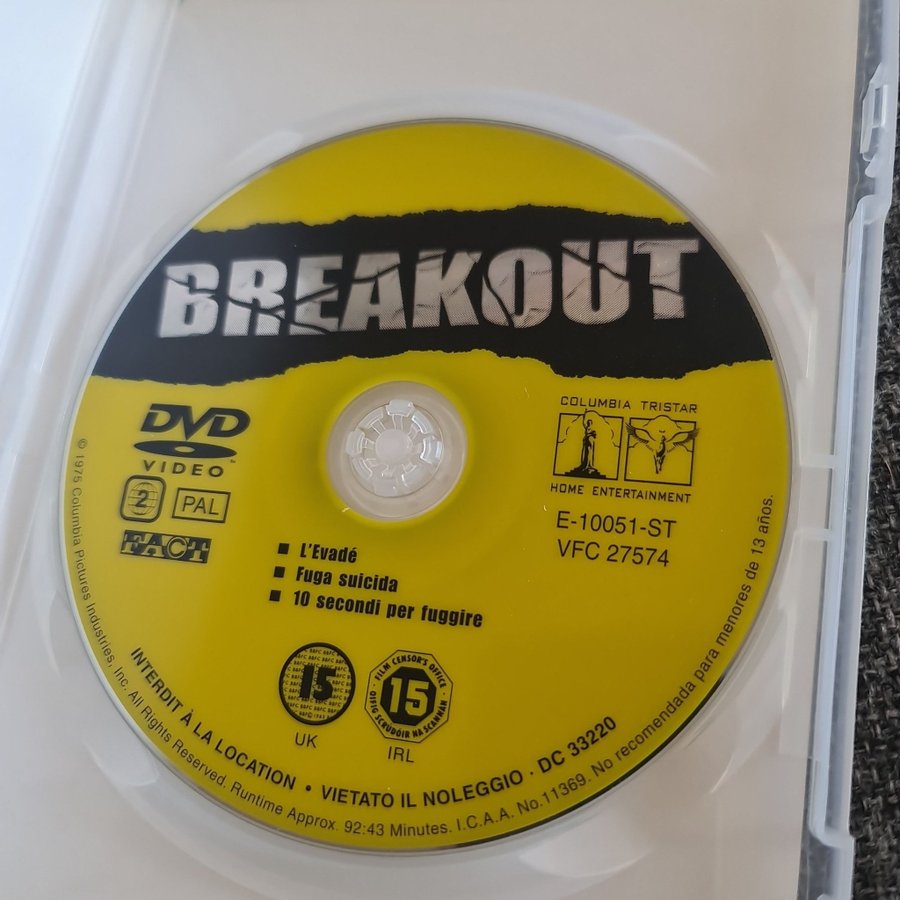 BREAKOUT
DVD
VIDEO
2
PAL
FACT
COLUMBIA TRISTAR
HOME ENTERTAINMENT
E-10051-ST
VFC 27574
■ L'Evadé
■ Fuga suicida
■ 10 secondi per fuggire
15
UK
FILM CENSOR'S OFFICE
15
OIFIG SCRÚDÓIR NA SCANNÁN
IRL
INTERDIT À LA LOCATION • VIETATO IL NOLEGGIO · DC 33220
© 1975 Columbia Pictures Industries, Inc. All Rights Reserved. Runtime Approx. 92:43 Minutes. I.C.A.A. No.11369. No recomendada para menores de 13 años.